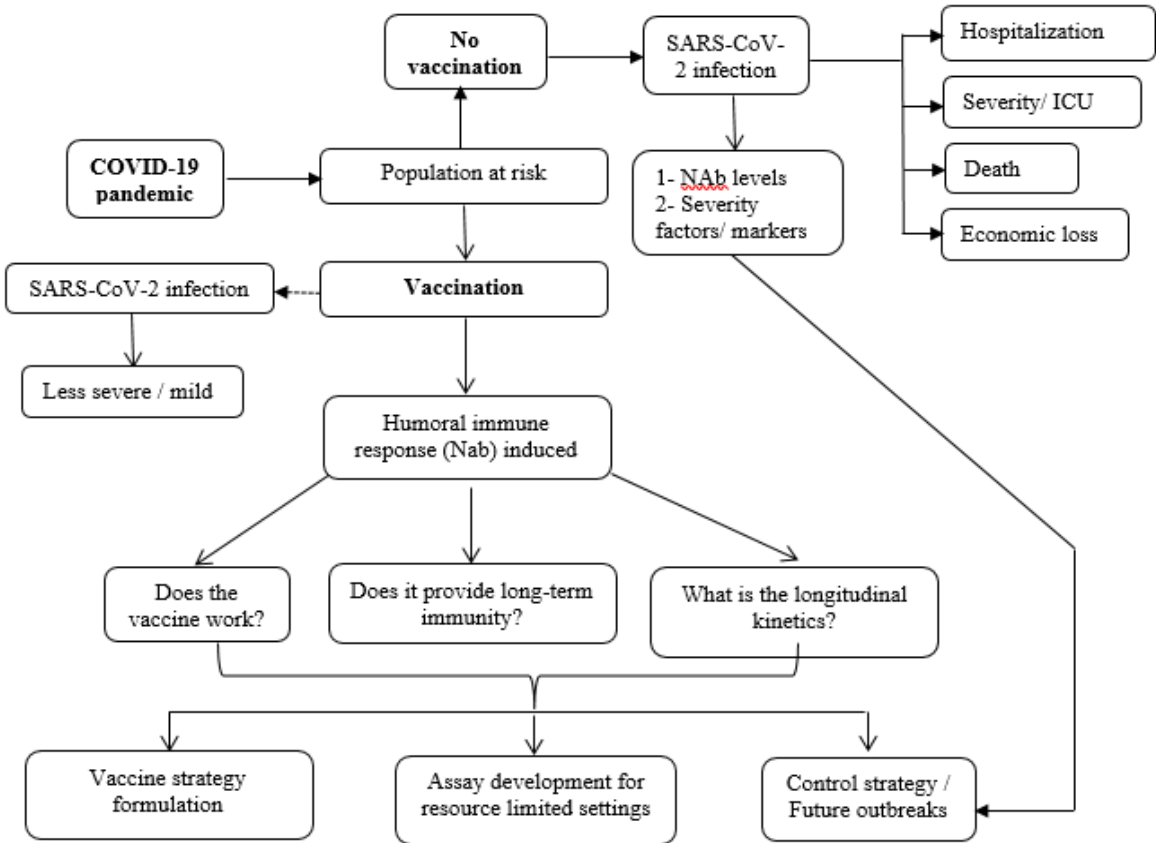 No
vaccination
SARS-CoV-
2 infection
Hospitalization
Severity/ ICU
Death
Economic loss
COVID-19
pandemic
Population at risk
1- NAb levels
2- Severity
factors/ markers
SARS-CoV-2 infection
Vaccination
Less severe / mild
Humoral immune
response (Nab) induced
Does the
vaccine work?
Does it provide long-term
immunity?
What is the longitudinal
kinetics?
Vaccine strategy
formulation
Assay development for
resource limited settings
Control strategy /
Future outbreaks